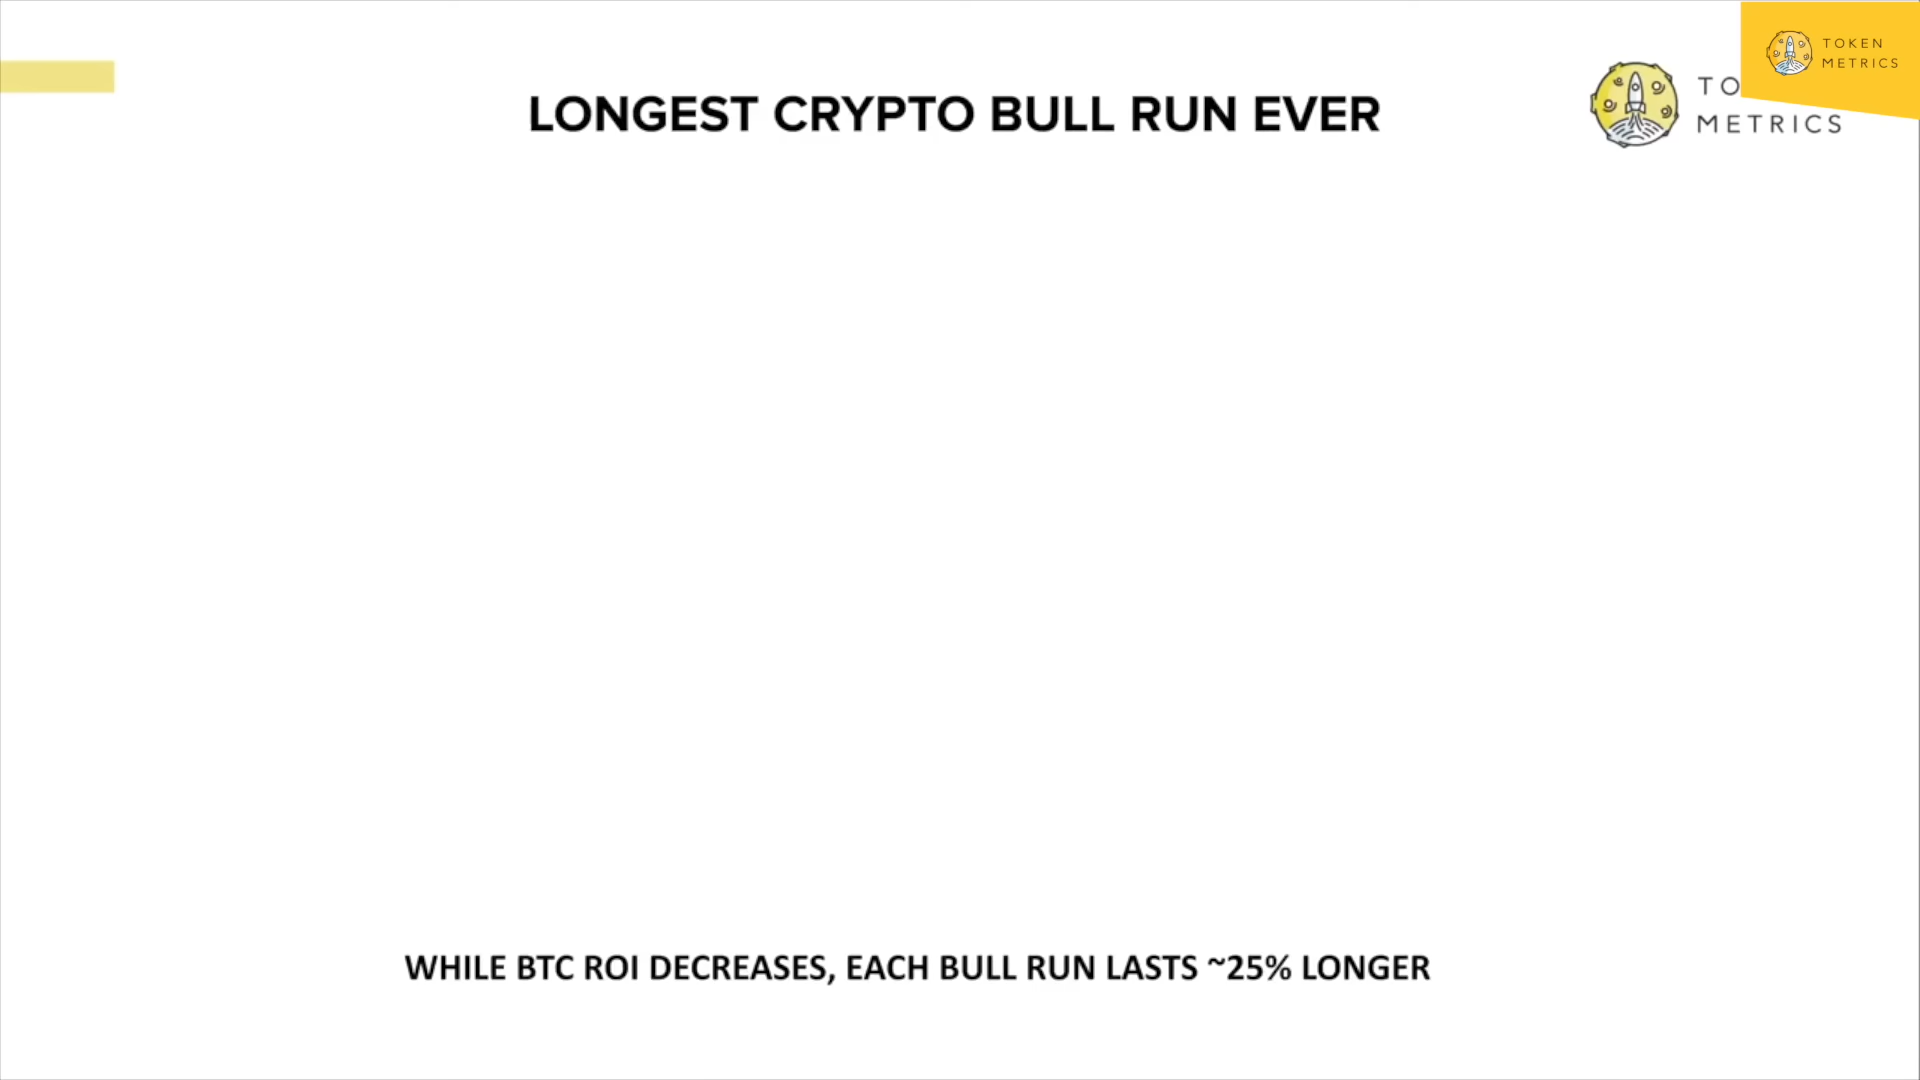 LONGEST CRYPTO BULL RUN EVER
TO
METRICS
TOKEN
METRICS
WHILE BTC ROI DECREASES, EACH BULL RUN LASTS ~25% LONGER